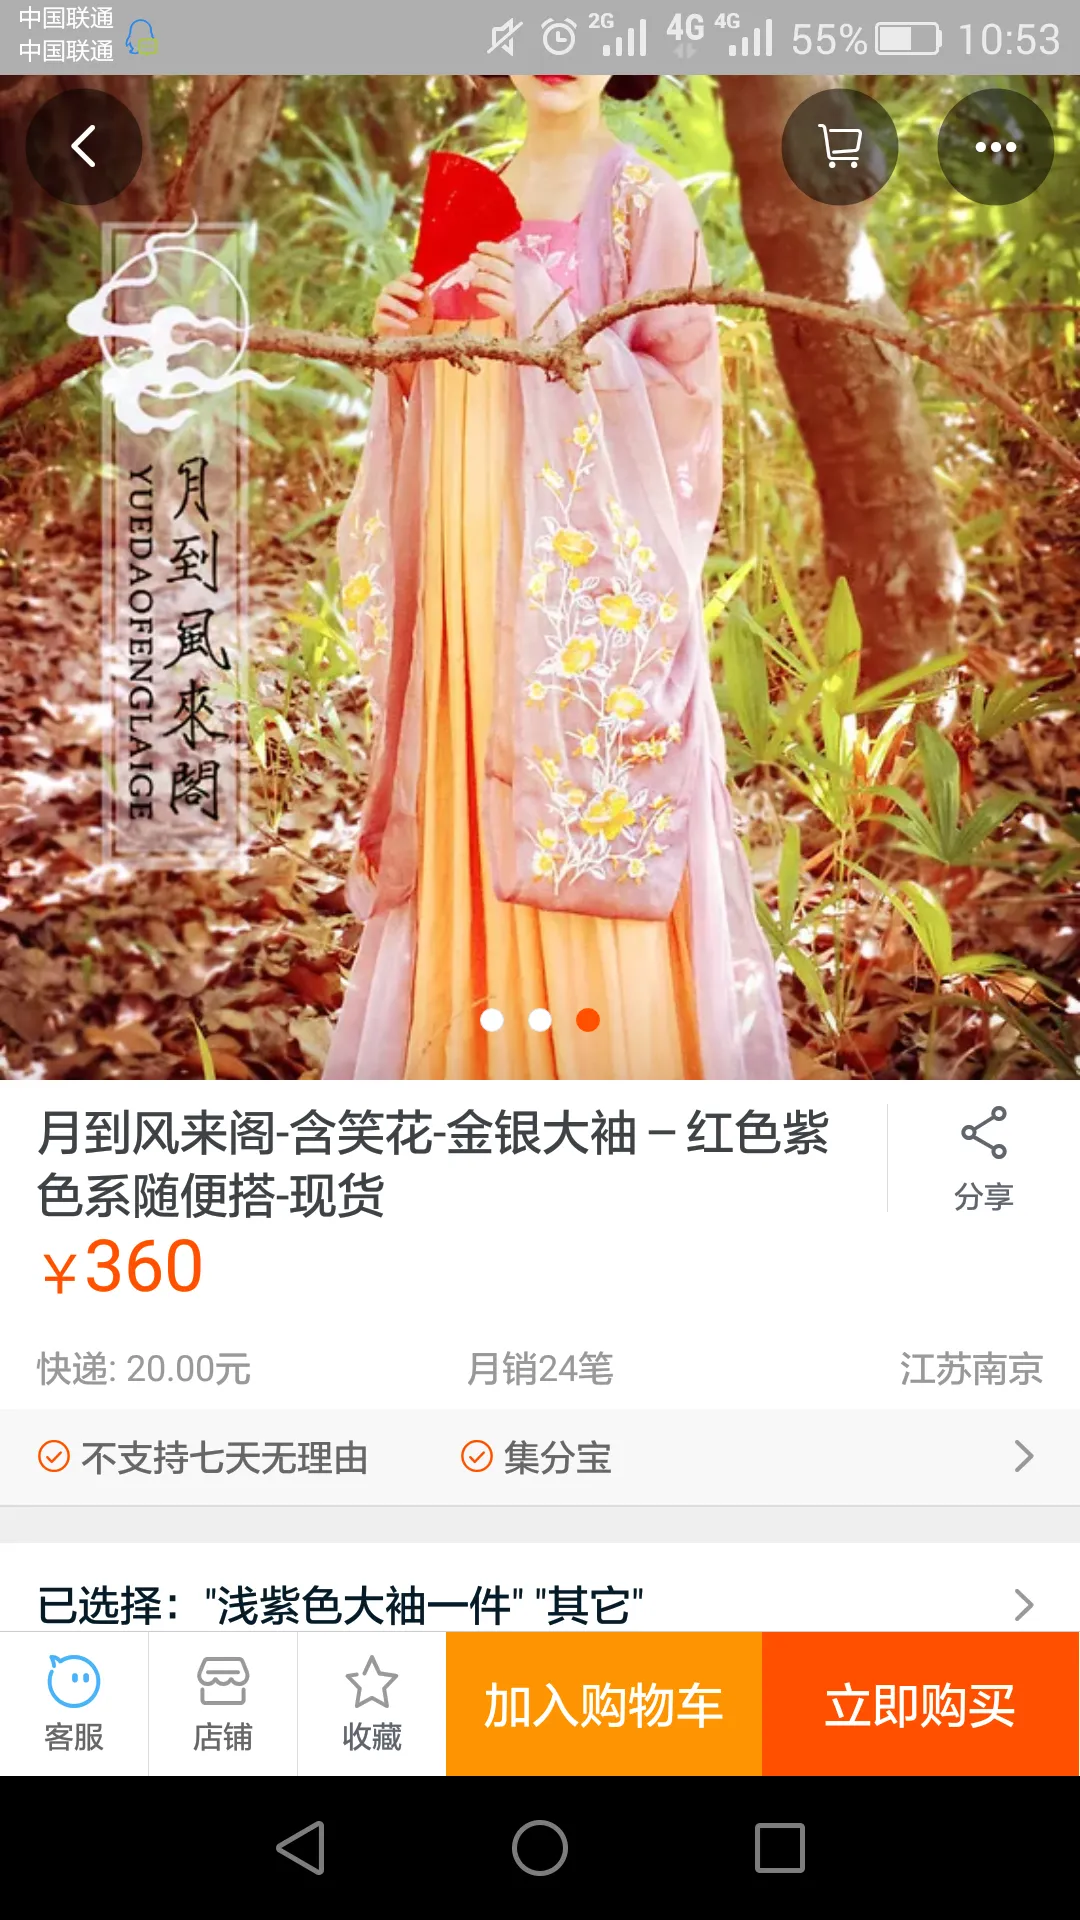 中国联通
中国联通
2G
4G
4G
55%
10:53
月到風來閣
YUEDAOFENGLAIGE
月到风来阁-含笑花-金银大袖 – 红色紫
色系随便搭-现货
分享
¥360
快递: 20.00元
月销24笔
江苏南京
不支持七天无理由
集分宝
已选择："浅紫色大袖一件" "其它"
客服
店铺
收藏
加入购物车
立即购买